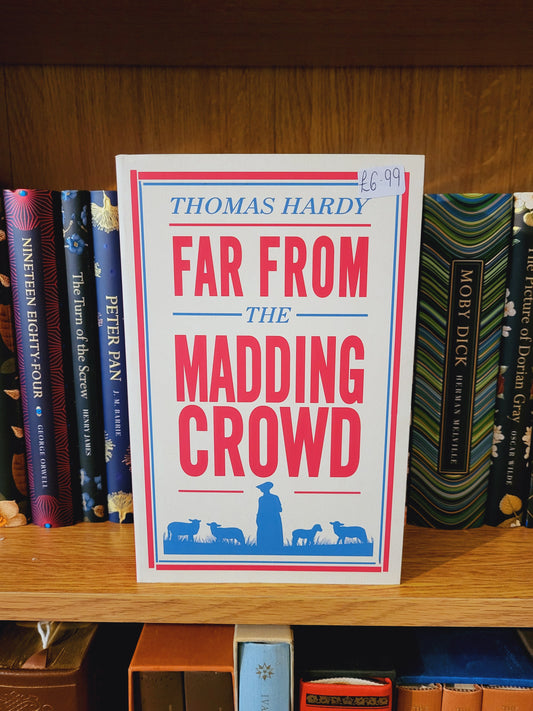 £6.99
THOMAS HARDY
FAR FROM
THE
MADDING
CROWD
NINETEEN EIGHTY-FOUR
GEORGE ORWELL
The Turn of the Screw
HENRY JAMES
PETER PAN
J. M. BARRIE
MOBY DICK
HERMAN MELVILLE
The Picture of Dorian Gray
OSCAR WILDE